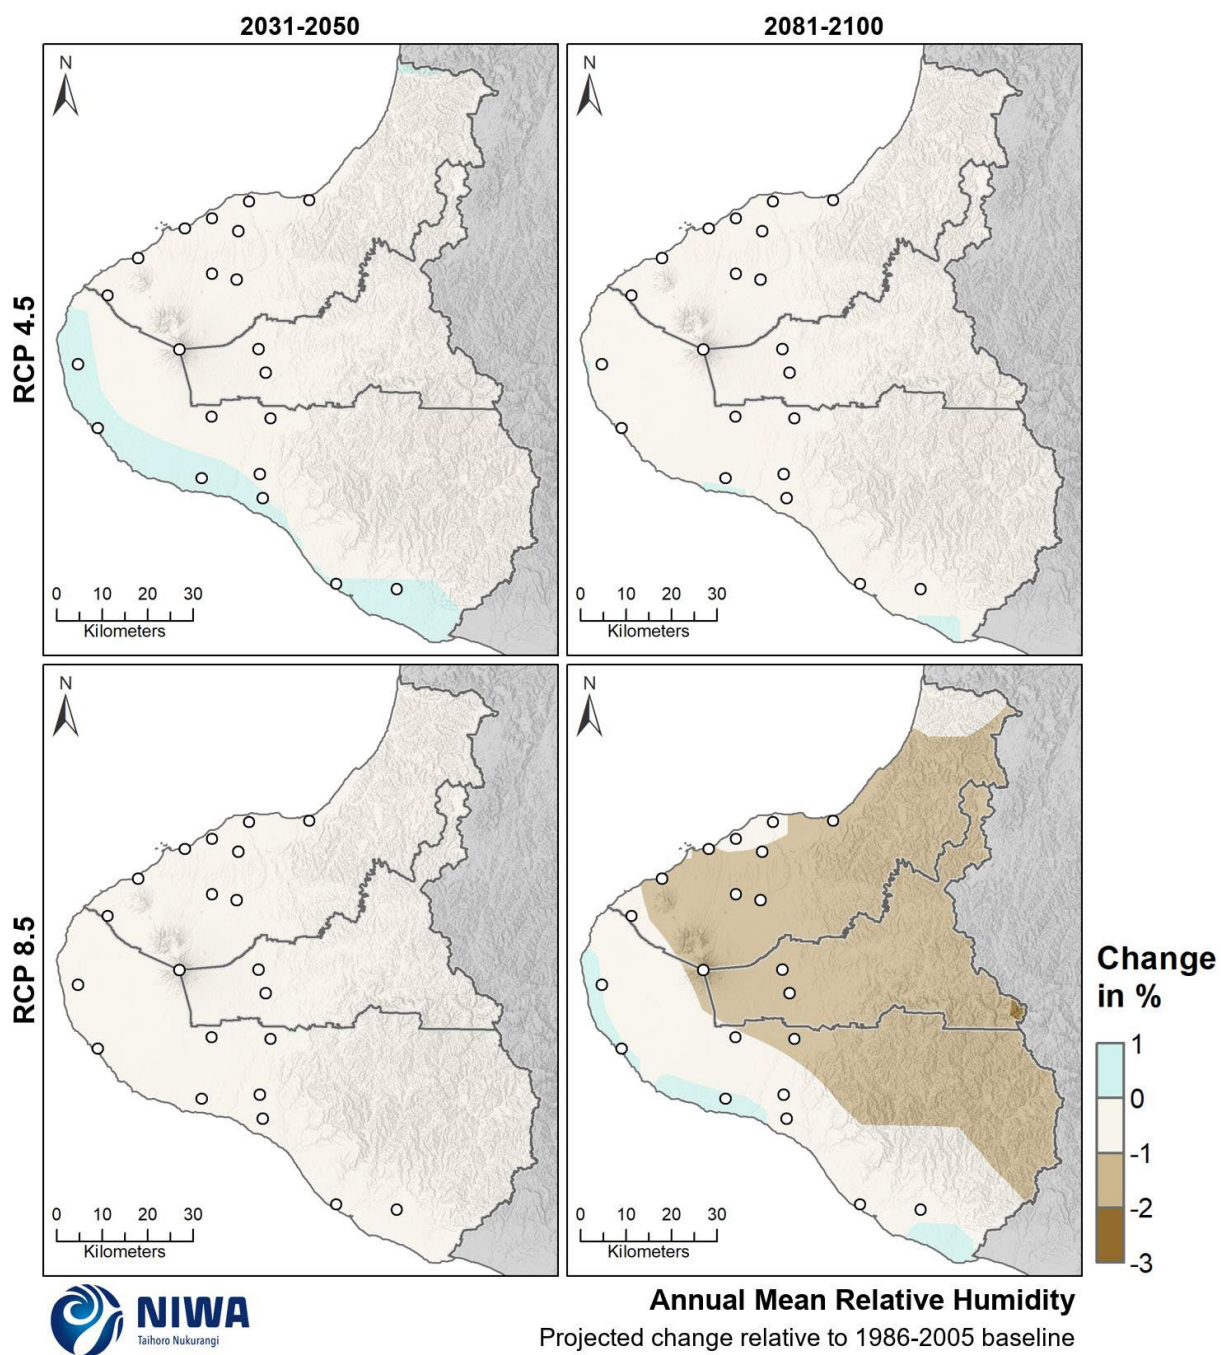 2031-2050
2081-2100
RCP 4.5
N
0 10 20 30
Kilometers
N
0 10 20 30
Kilometers
RCP 8.5
N
0 10 20 30
Kilometers
N
0 10 20 30
Kilometers
Change
in %
1
0
-1
-2
-3
NIWA
Taihoro Nukurangi
Annual Mean Relative Humidity
Projected change relative to 1986-2005 baseline